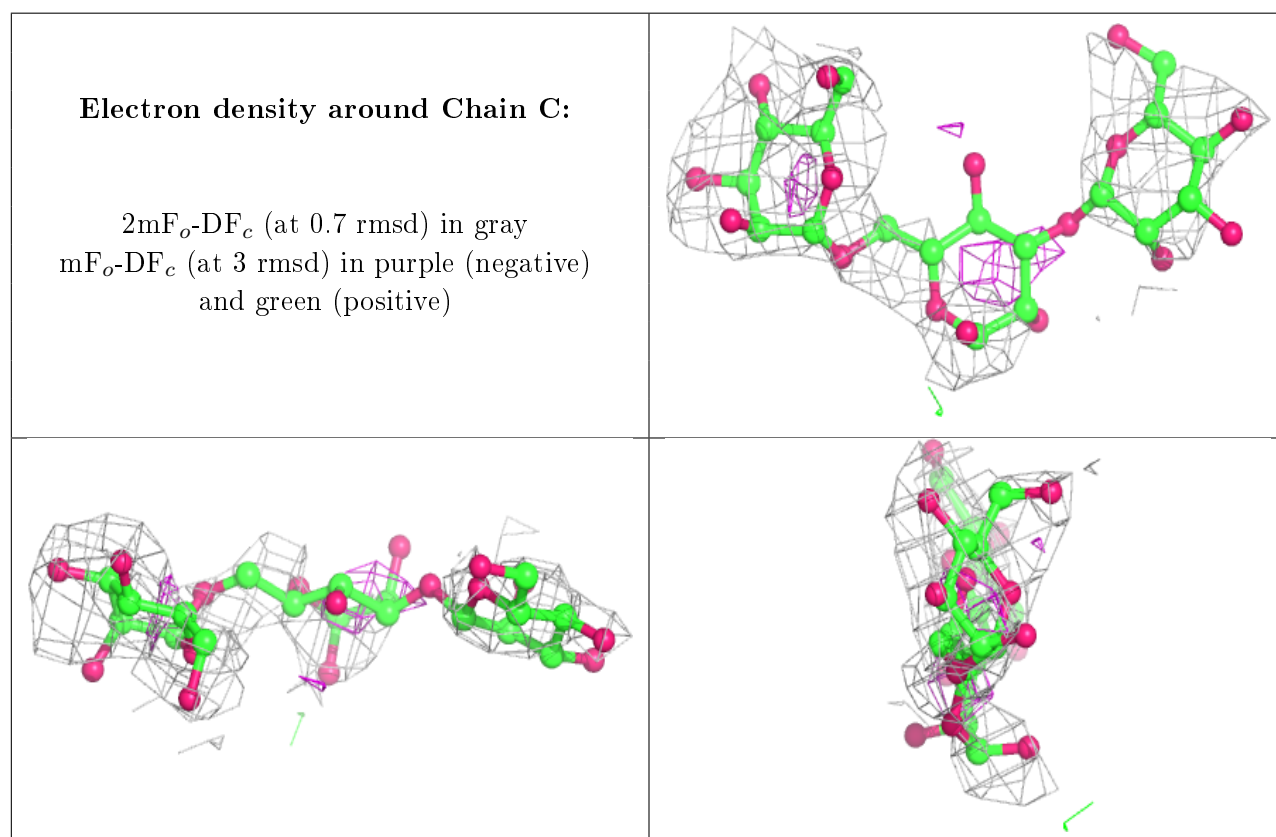 Electron density around Chain C:
2mFo-DFc (at 0.7 rmsd) in gray
mFo-DFc (at 3 rmsd) in purple (negative)
and green (positive)